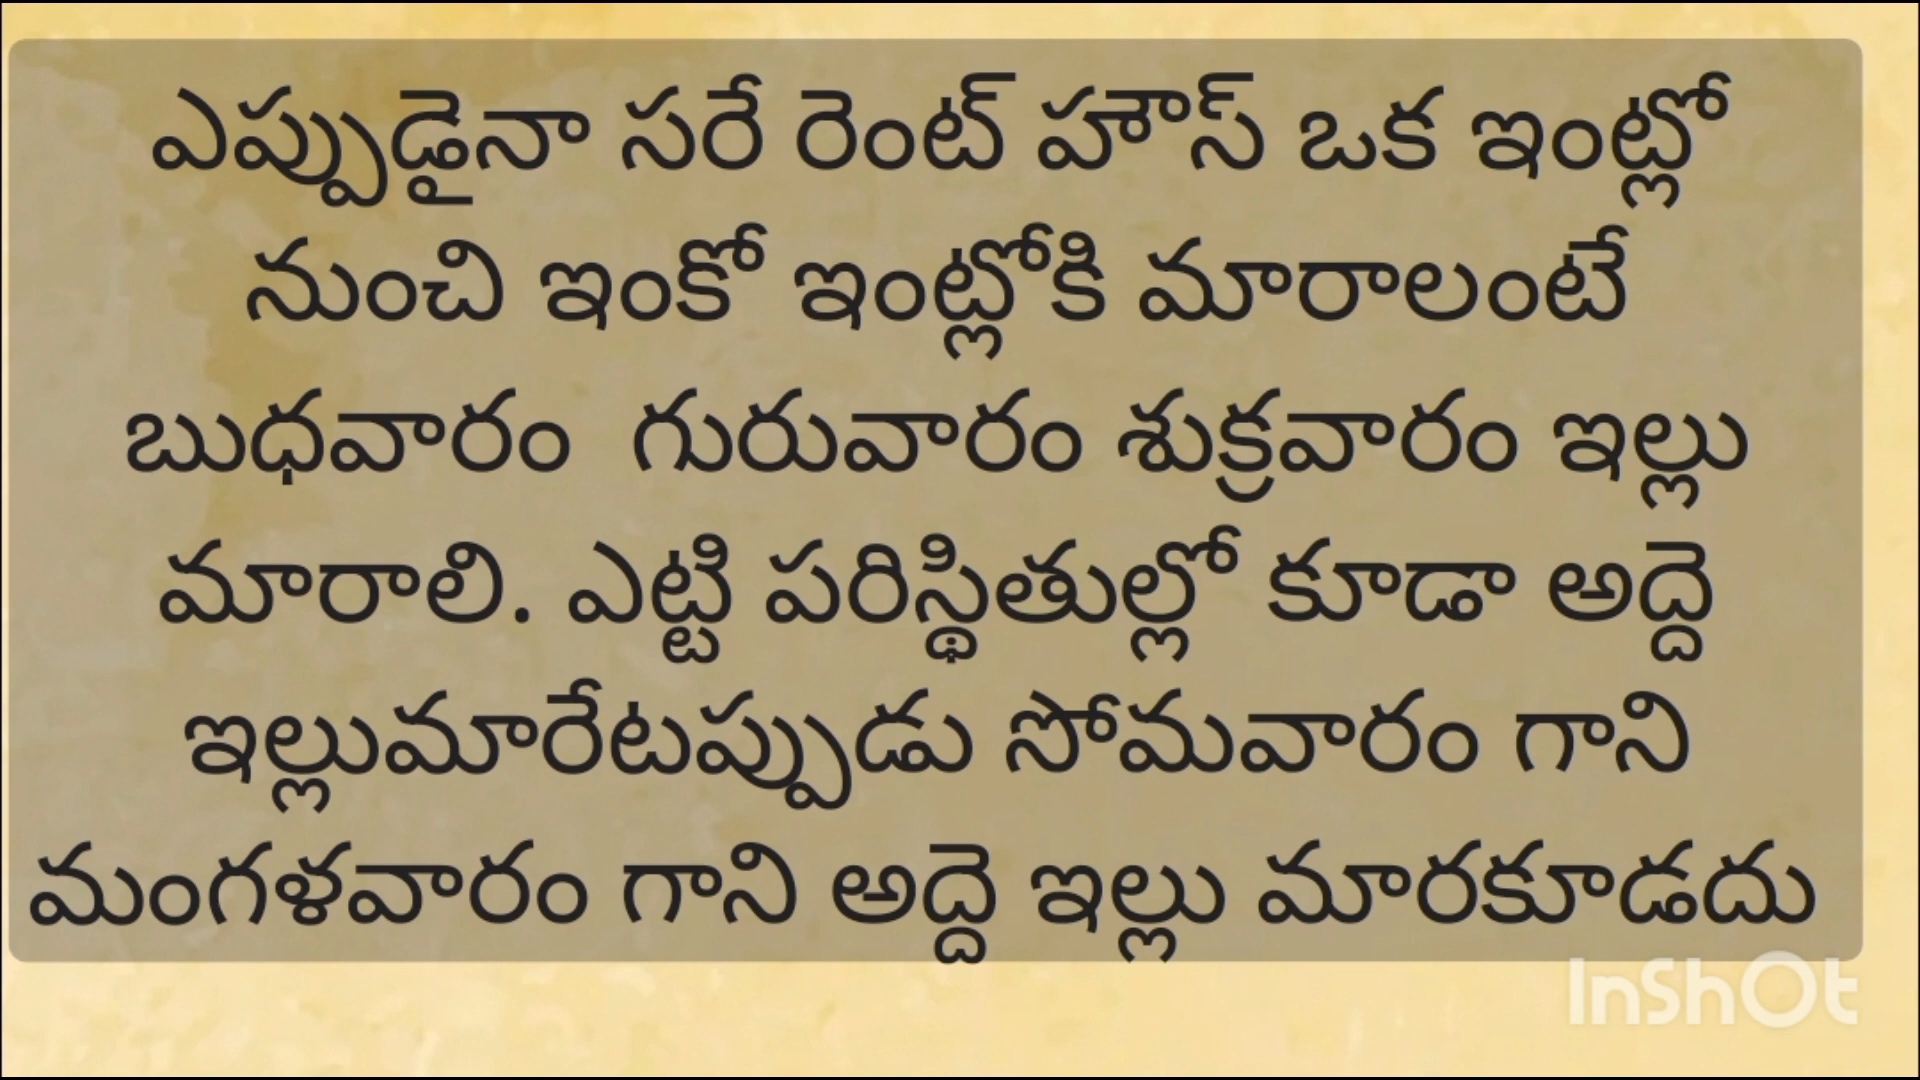 ఎప్పుడైనా సరే రెంట్ హౌస్ ఒక ఇంట్లో
నుంచి ఇంకో ఇంట్లోకి మారాలంటే
బుధవారం  గురువారం శుక్రవారం ఇల్లు
మారాలి. ఎట్టి పరిస్థితుల్లో కూడా అద్దె
ఇల్లుమారేటప్పుడు సోమవారం గాని
మంగళవారం గాని అద్దె ఇల్లు మారకూడదు
InShOt